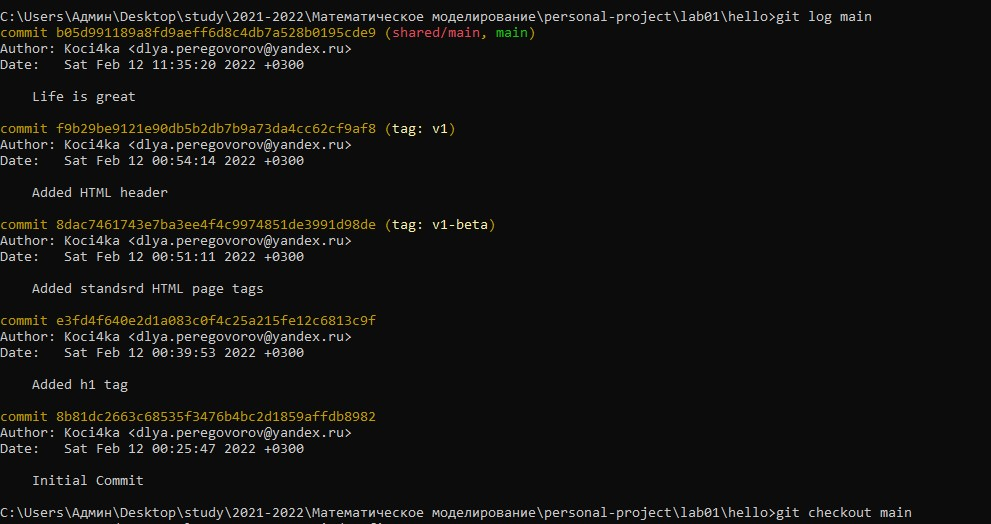 C:\Users\Админ\Desktop\study\2021-2022\Математическое моделирование\personal-project\lab01\hello>git log main
commit b05d991189a8fd9aeff6d8c4db7a528b0195cde9 (shared/main, main)
Author: Koci4ka <dlya.peregovorov@yandex.ru>
Date:   Sat Feb 12 11:35:20 2022 +0300
Life is great
commit f9b29be9121e90db5b2db7b9a73da4cc62cf9af8 (tag: v1)
Author: Koci4ka <dlya.peregovorov@yandex.ru>
Date:   Sat Feb 12 00:54:14 2022 +0300
Added HTML header
commit 8dac7461743e7ba3ee4f4c9974851de3991d98de (tag: v1-beta)
Author: Koci4ka <dlya.peregovorov@yandex.ru>
Date:   Sat Feb 12 00:51:11 2022 +0300
Added standsrd HTML page tags
commit e3fd4f640e2d1a083c0f4c25a215fe12c6813c9f
Author: Koci4ka <dlya.peregovorov@yandex.ru>
Date:   Sat Feb 12 00:39:53 2022 +0300
Added h1 tag
commit 8b81dc2663c68535f3476b4bc2d1859affdb8982
Author: Koci4ka <dlya.peregovorov@yandex.ru>
Date:   Sat Feb 12 00:25:47 2022 +0300
Initial Commit
C:\Users\Админ\Desktop\study\2021-2022\Математическое моделирование\personal-project\lab01\hello>git checkout main